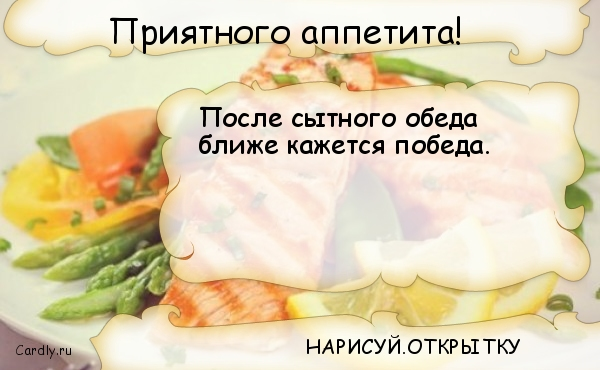 Приятного аппетита!
После сытного обеда
ближе кажется победа.
Cardly.ru
НАРИСУЙ.ОТКРЫТКУ